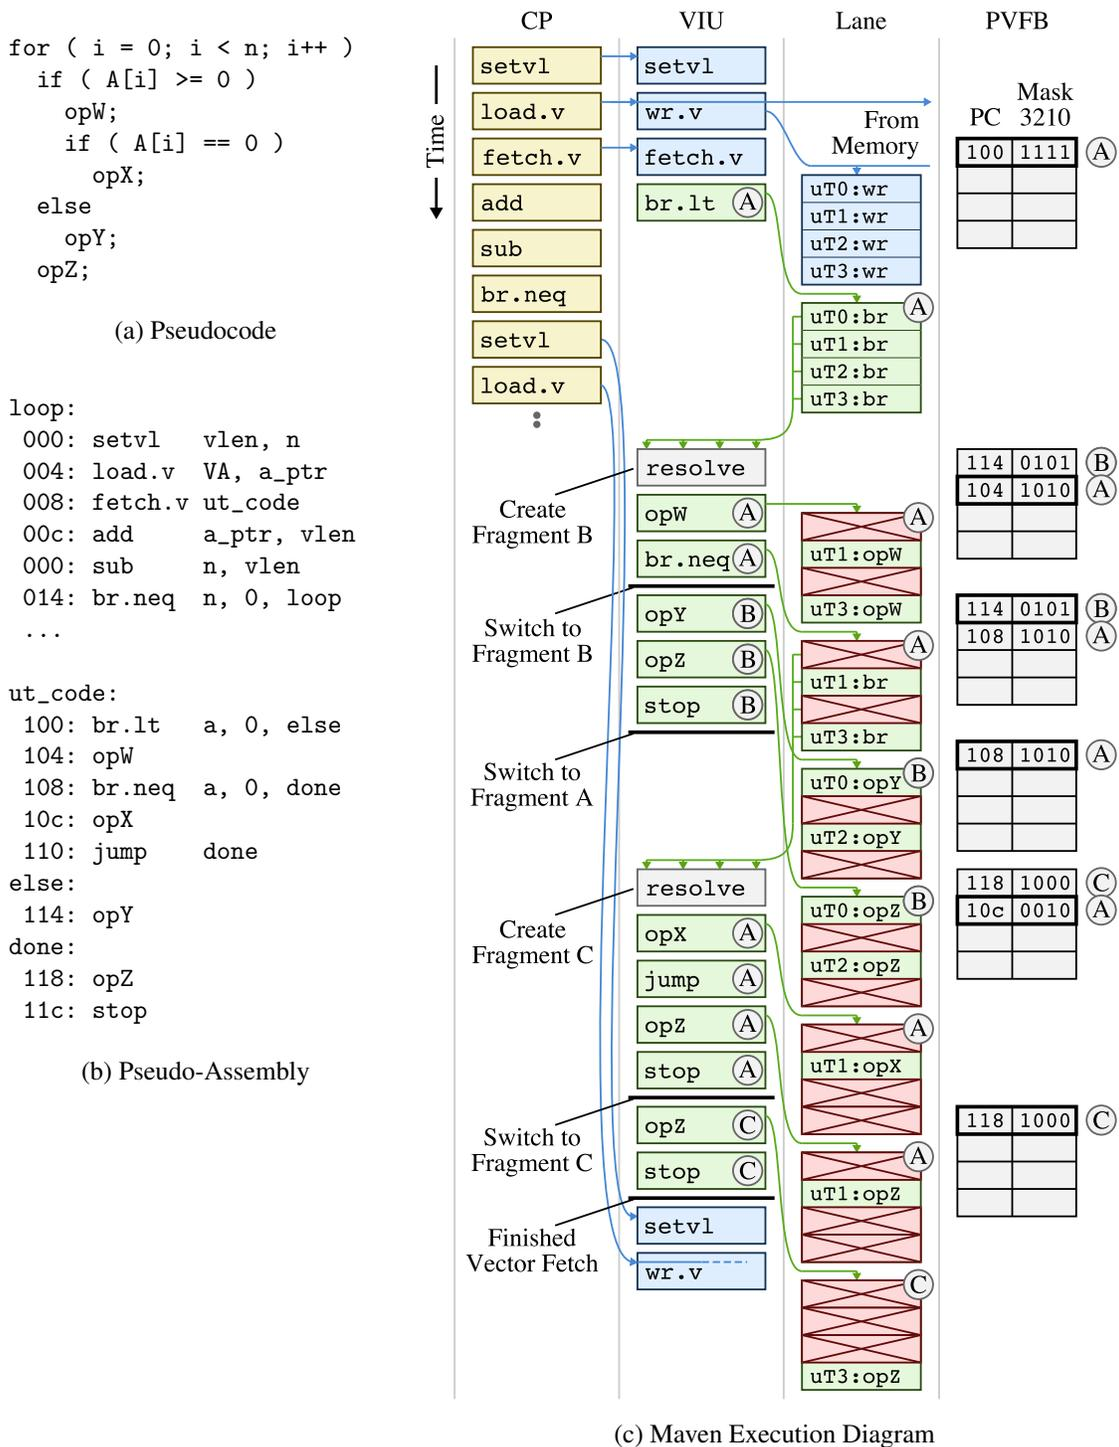 for ( i = 0; i < n; i++ )
if ( A[i] >= 0 )
opW;
if ( A[i] == 0 )
opX;
else
opY;
opZ;
(a) Pseudocode
loop:
000: setvl vlen, n
004: load.v VA, a_ptr
008: fetch.v ut_code
00c: add a_ptr, vlen
000: sub n, vlen
014: br.neq n, 0, loop
...
ut_code:
100: br.lt a, 0, else
104: opW
108: br.neq a, 0, done
10c: opX
110: jump done
else:
114: opY
done:
118: opZ
11c: stop
(b) Pseudo-Assembly
CP
VIU
Lane
PVFB
Time
setvl
load.v
fetch.v
add
sub
br.neq
setvl
load.v
setvl
wr.v
fetch.v
br.lt A
resolve
Create
Fragment B
opW A
br.neq A
Switch to
Fragment B
opY B
opZ B
stop B
Switch to
Fragment A
resolve
Create
Fragment C
opX A
jump A
opZ A
stop A
Switch to
Fragment C
opZ C
stop C
Finished
Vector Fetch
setvl
wr.v
From
Memory
uT0:wr
uT1:wr
uT2:wr
uT3:wr
A
uT0:br
uT1:br
uT2:br
uT3:br
A
uT1:opW
uT3:opW
A
uT1:br
uT3:br
B
uT0:opY
uT2:opY
B
uT0:opZ
uT2:opZ
A
uT1:opX
A
uT1:opZ
C
uT3:opZ
Mask
PC 3210
100 1111 A
114 0101 B
104 1010 A
114 0101 B
108 1010 A
108 1010 A
118 1000 C
10c 0010 A
118 1000 C
(c) Maven Execution Diagram